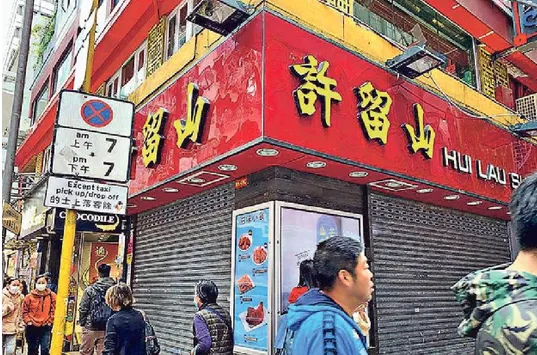 許留山
HUI LAU S
留山
am 7
上午
pm 7
下午
Except taxi
pick up/drop off
的士上落客除外
CROCODILE